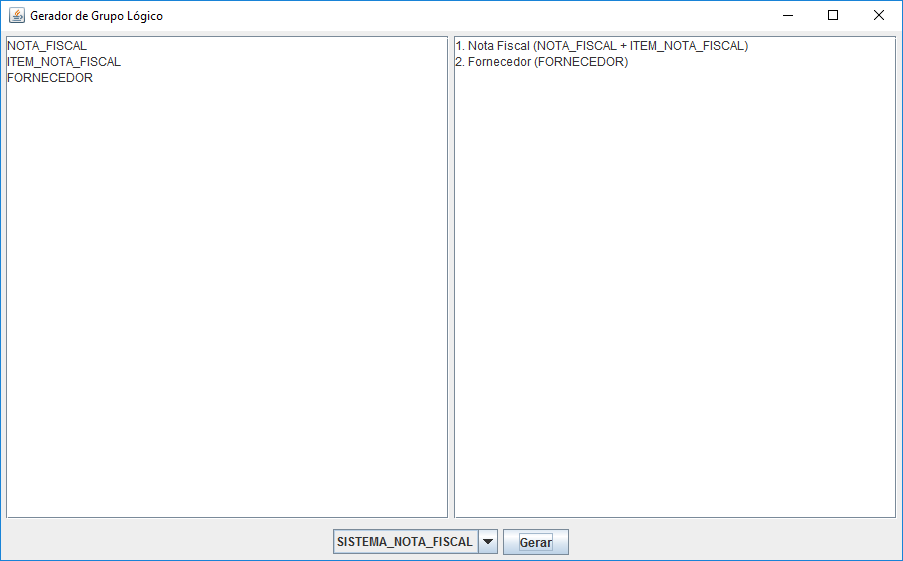 Gerador de Grupo Lógico
NOTA_FISCAL
ITEM_NOTA_FISCAL
FORNECEDOR
1. Nota Fiscal (NOTA_FISCAL + ITEM_NOTA_FISCAL)
2. Fornecedor (FORNECEDOR)
SISTEMA_NOTA_FISCAL
Gerar